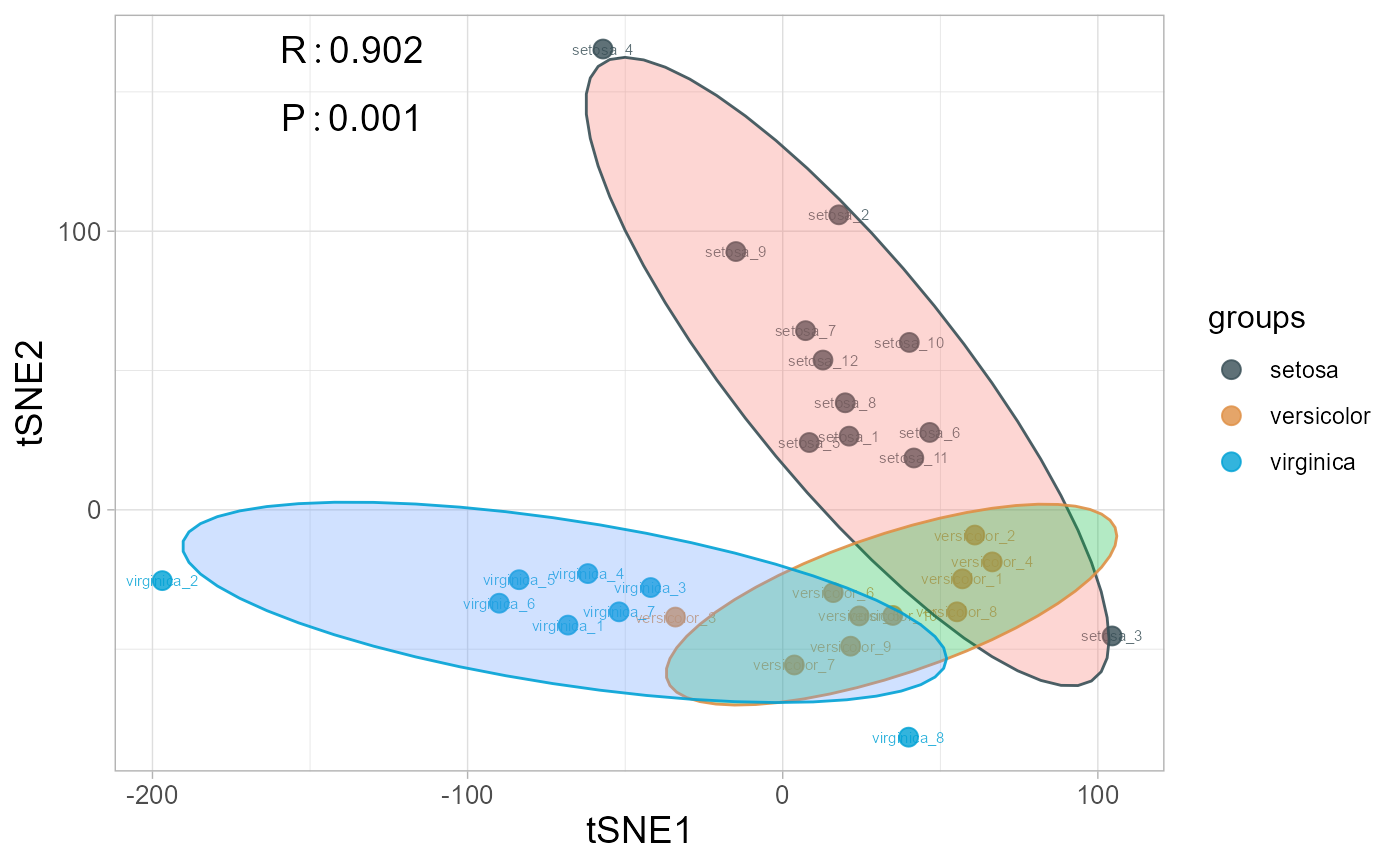 R : 0.902
P : 0.001
setosa_4
setosa_2
setosa_9
setosa_7
setosa_10
setosa_12
setosa_8
setosa_6
setosa_1
setosa_5
setosa_11
versicolor_2
versicolor_4
versicolor_1
virginica_4
virginica_5
virginica_2
virginica_3
versicolor_6
virginica_6
virginica_7
versicolor_8
virginica_1
setosa_3
versicolor_9
versicolor_7
virginica_8
100
0
-200
-100
0
100
tSNE1
tSNE2
groups
setosa
versicolor
virginica